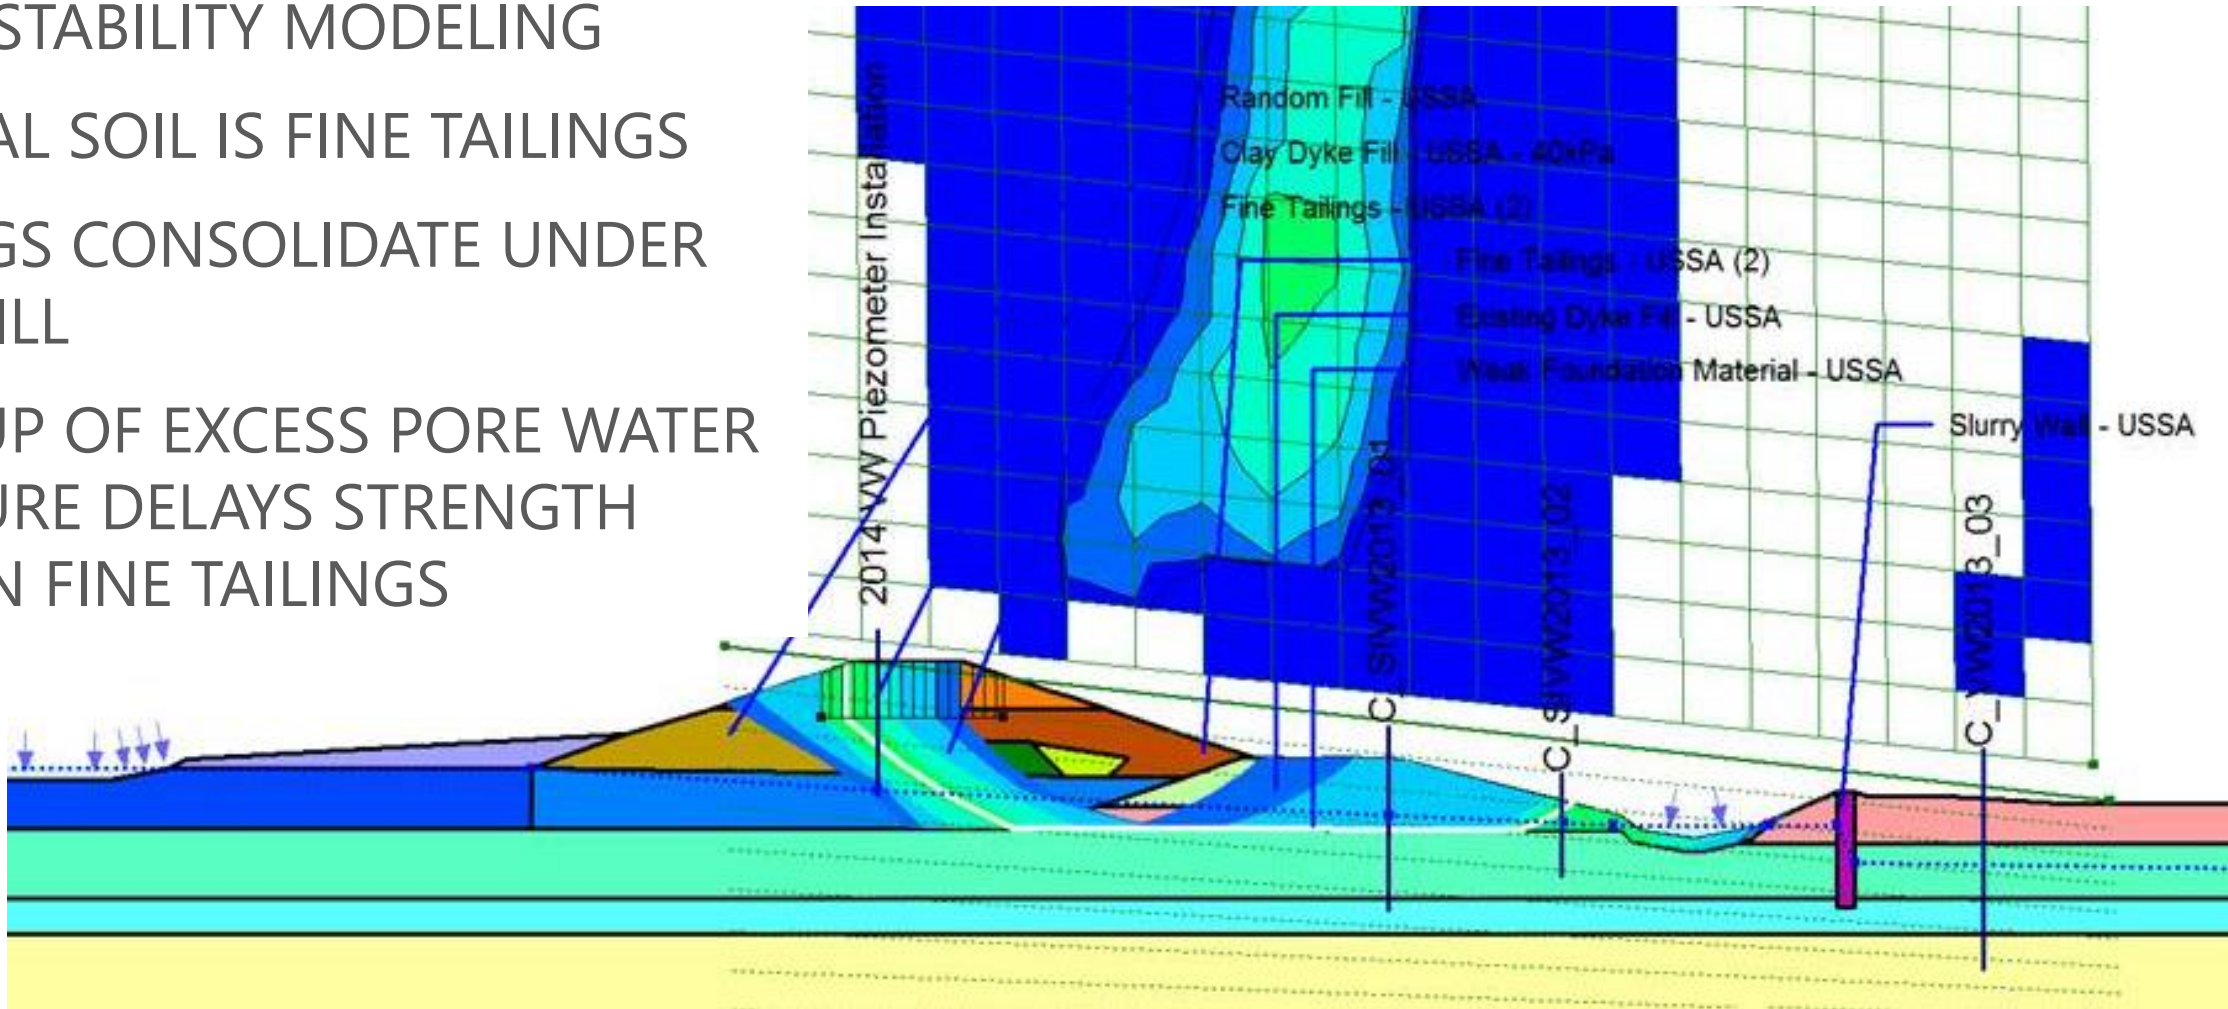 STABILITY MODELING
AL SOIL IS FINE TAILINGS
GS CONSOLIDATE UNDER
ILL
UP OF EXCESS PORE WATER
URE DELAYS STRENGTH
N FINE TAILINGS
2014 VW Piezometer Installation
Random Fill - USSA
Clay Dyke Fill - USSA - 40kPa
Fine Tailings - USSA (2)
Fine Tailings - USSA (2)
Existing Dyke Fill - USSA
Weak Foundation Material - USSA
Slurry Wall - USSA
C_SIVW2013_01
C_SIVW2013_02
C_VW2013_03